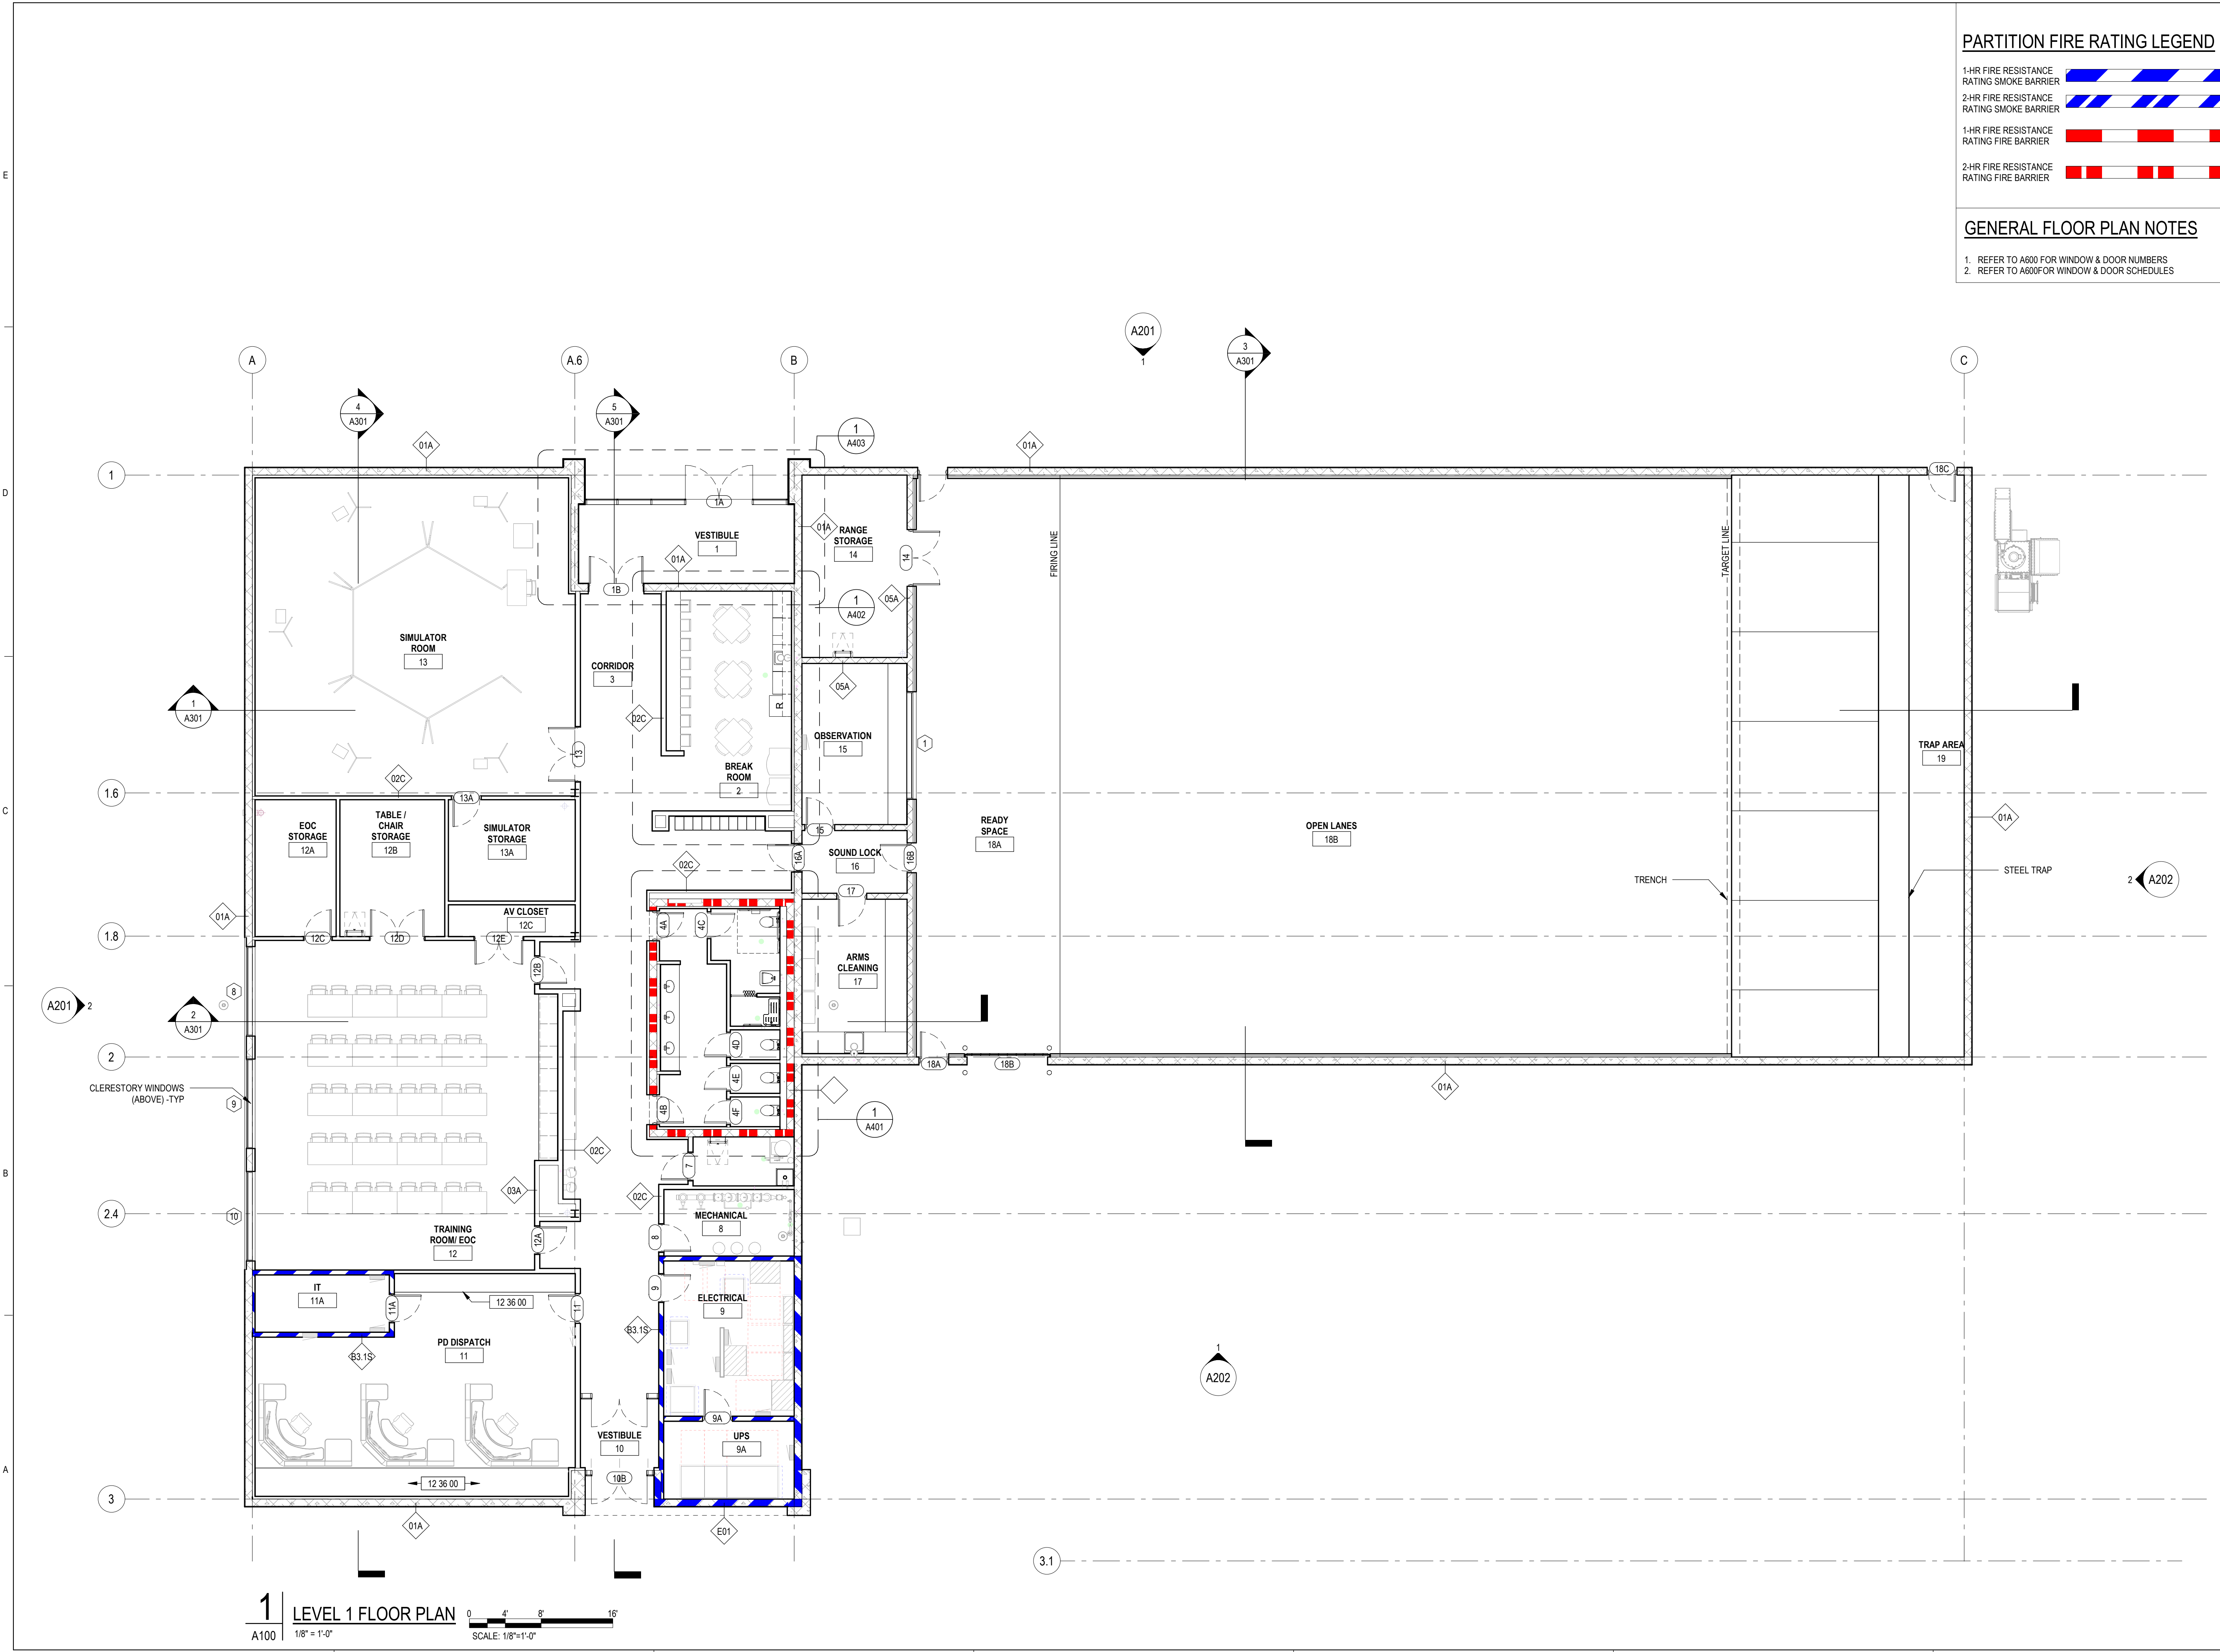 PARTITION FIRE RATING LEGEND
1-HR FIRE RESISTANCE
RATING SMOKE BARRIER
2-HR FIRE RESISTANCE
RATING SMOKE BARRIER
1-HR FIRE RESISTANCE
RATING FIRE BARRIER
2-HR FIRE RESISTANCE
RATING FIRE BARRIER
GENERAL FLOOR PLAN NOTES
1. REFER TO A600 FOR WINDOW & DOOR NUMBERS
2. REFER TO A600FOR WINDOW & DOOR SCHEDULES
E
D
C
B
A
A
A.6
B
C
A201
1
3
A301
4
A301
5
A301
1
A403
01A
01A
1
18C
1A
01A
VESTIBULE
1
RANGE
STORAGE
14
14
FIRING LINE
TARGET LINE
01A
1B
05A
1
A402
SIMULATOR
ROOM
13
CORRIDOR
3
05A
1
A301
02C
R
OBSERVATION
15
1
13
BREAK
ROOM
2
TRAP AREA
19
02C
1.6
13A
EOC
STORAGE
12A
TABLE /
CHAIR
STORAGE
12B
SIMULATOR
STORAGE
13A
15
READY
SPACE
18A
OPEN LANES
18B
01A
SOUND LOCK
16
16A
16B
02C
17
TRENCH
STEEL TRAP
2
A202
01A
AV CLOSET
12C
4A
4C
1.8
12C
12D
12E
12B
ARMS
CLEANING
17
8
A201
2
2
A301
4D
2
18A
18B
4E
01A
CLERESTORY WINDOWS
(ABOVE) -TYP
9
4B
4F
1
A401
02C
7
03A
02C
2.4
10
MECHANICAL
8
TRAINING
ROOM/ EOC
12
12A
8
IT
11A
11A
12 36 00
11
9
ELECTRICAL
9
B3.1S
PD DISPATCH
11
B3.1S
1
A202
9A
VESTIBULE
10
UPS
9A
12 36 00
10B
3
01A
E01
3.1
1
A100
LEVEL 1 FLOOR PLAN
1/8" = 1'-0"
0 4' 8' 16'
SCALE: 1/8"=1'-0"